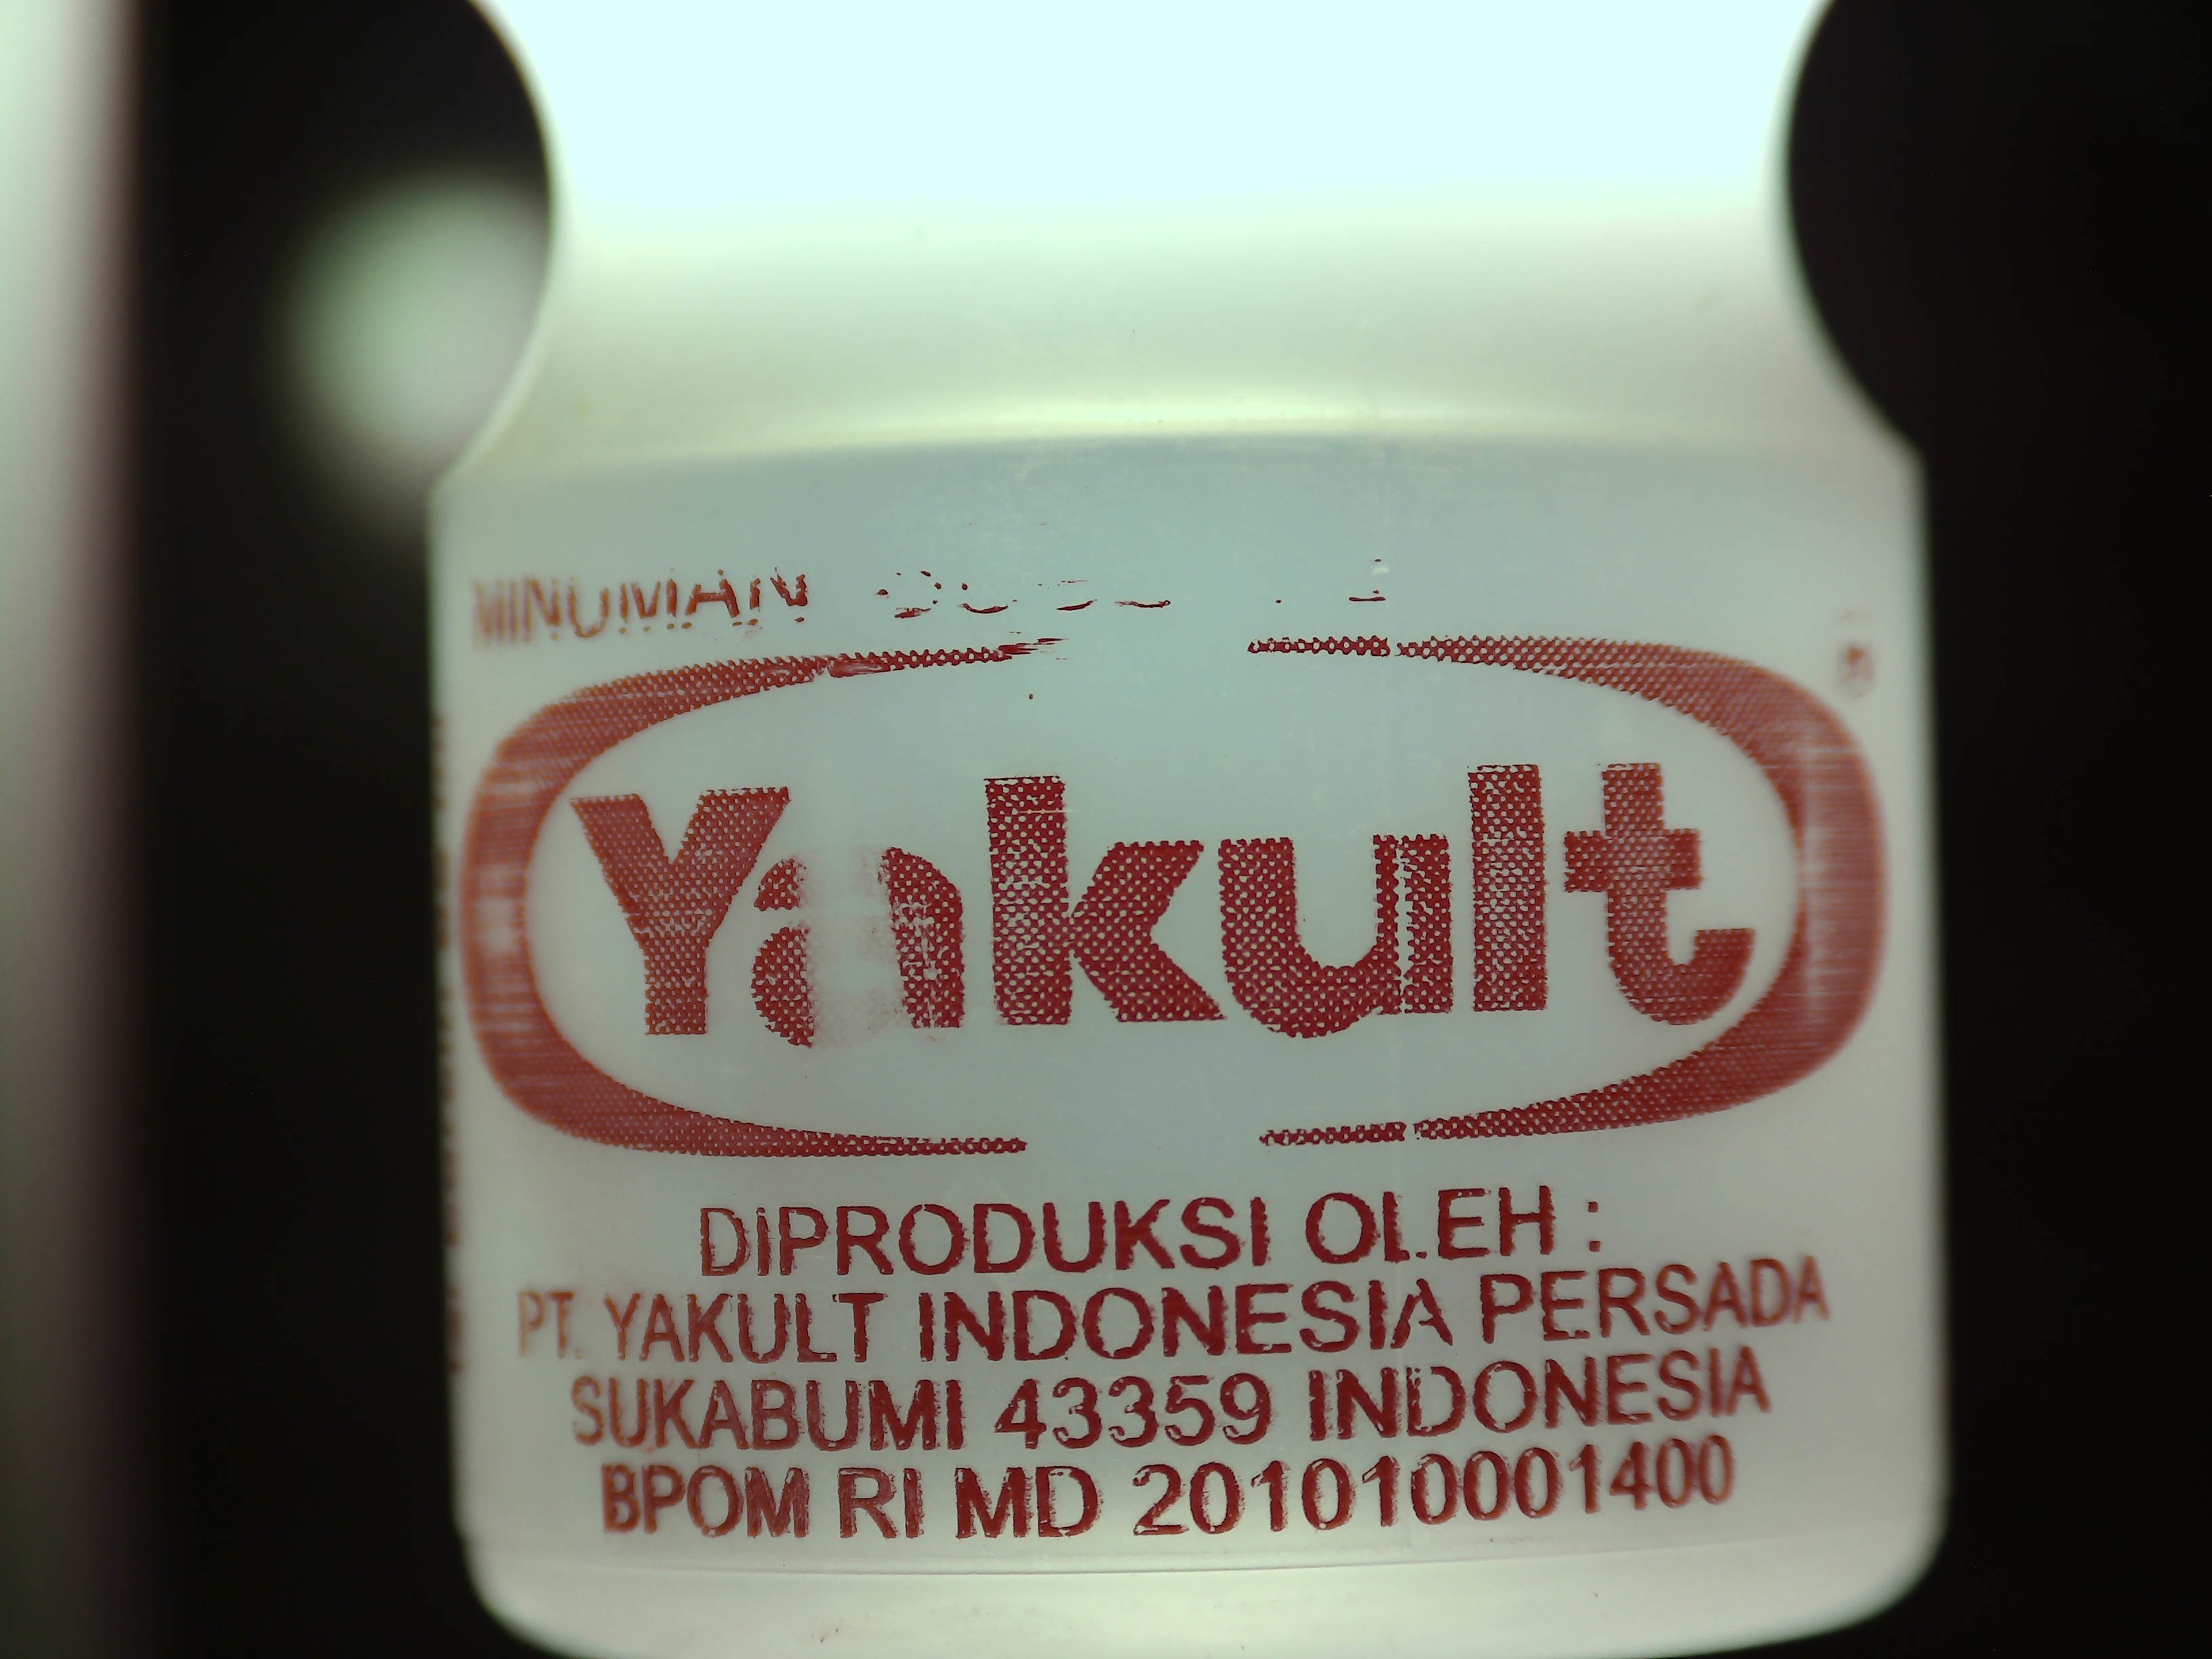 MINUMAN
Yakult
DIPRODUKSI OLEH :
PT. YAKULT INDONESIA PERSADA
SUKABUMI 43359 INDONESIA
BPOM RI MD 201010001400